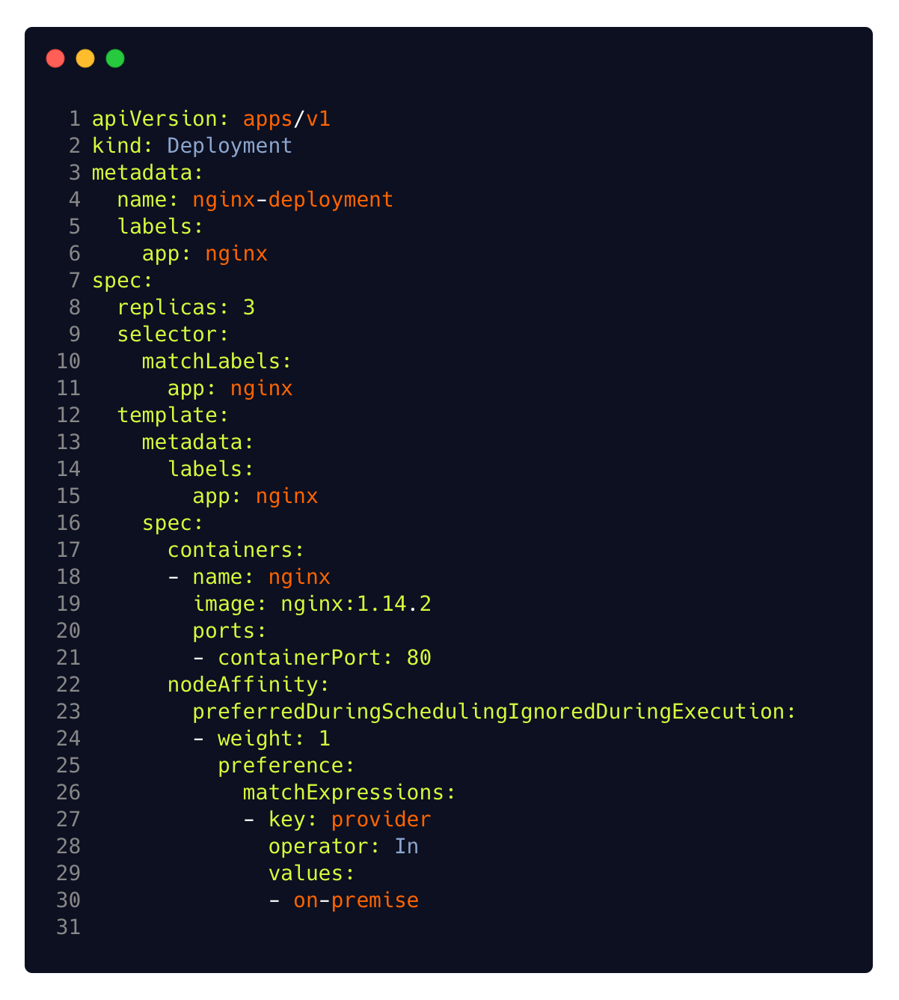 1 apiVersion: apps/v1
2 kind: Deployment
3 metadata:
4   name: nginx-deployment
5   labels:
6     app: nginx
7 spec:
8   replicas: 3
9   selector:
10     matchLabels:
11       app: nginx
12   template:
13     metadata:
14       labels:
15         app: nginx
16     spec:
17       containers:
18       - name: nginx
19         image: nginx:1.14.2
20         ports:
21         - containerPort: 80
22       nodeAffinity:
23         preferredDuringSchedulingIgnoredDuringExecution:
24         - weight: 1
25           preference:
26             matchExpressions:
27             - key: provider
28               operator: In
29               values:
30               - on-premise
31